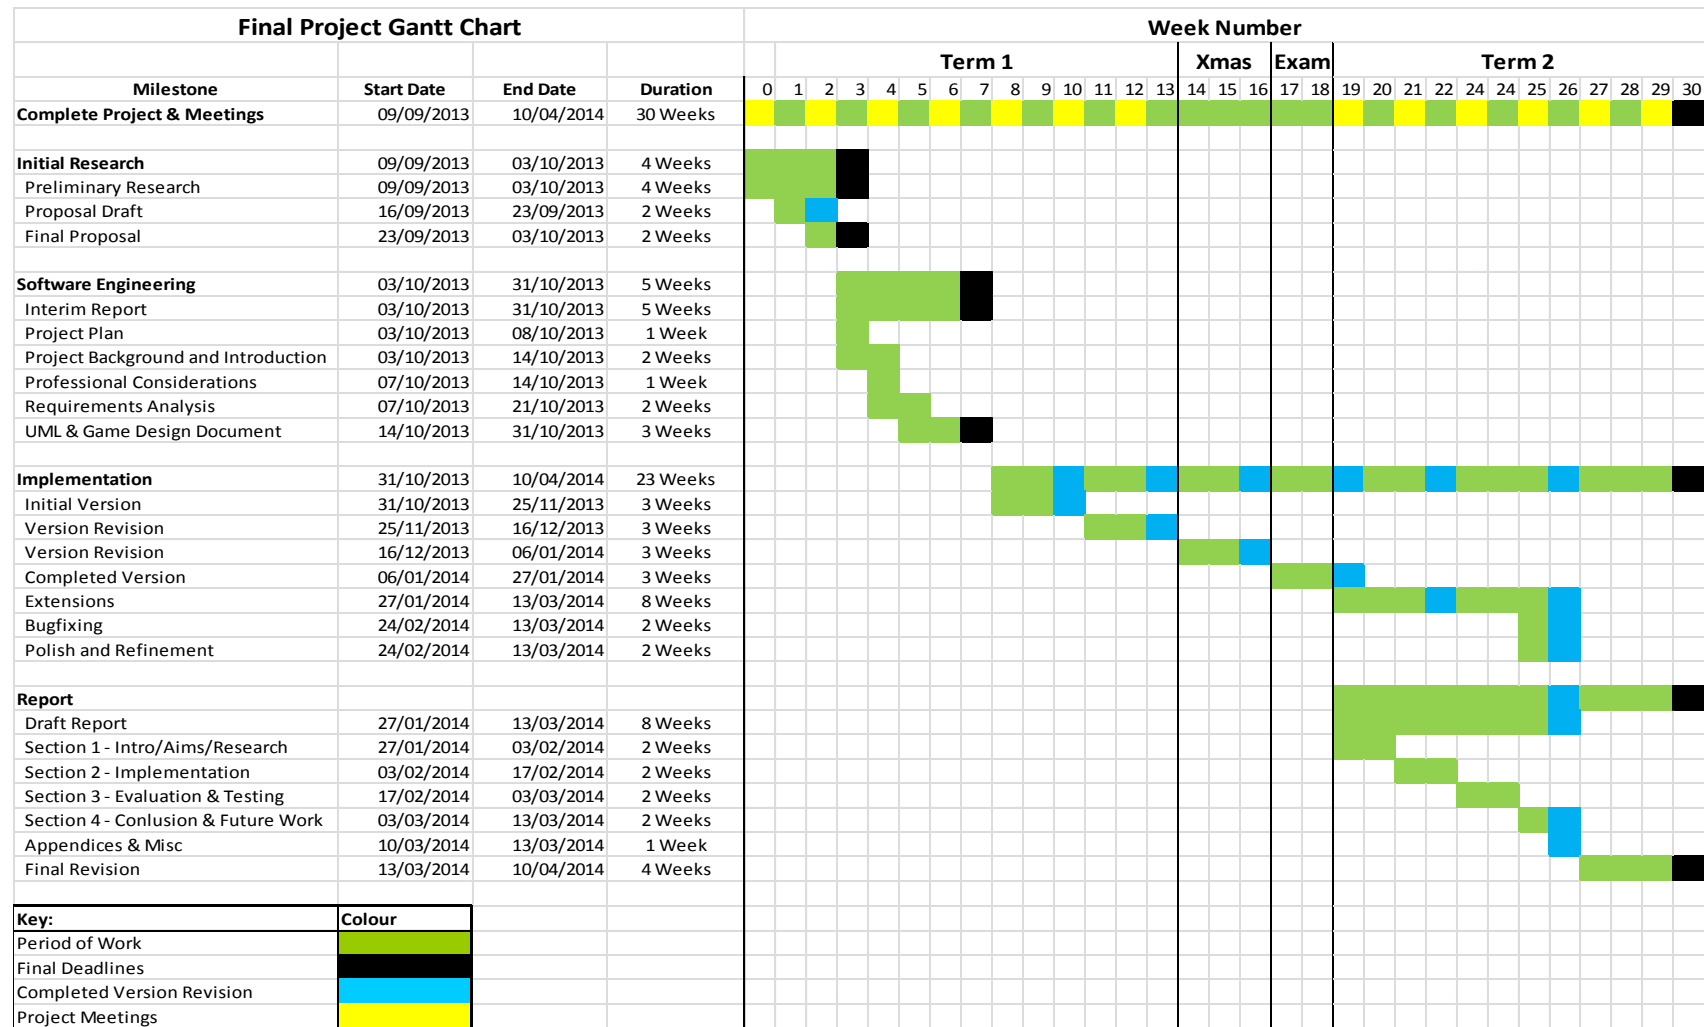 Final Project Gantt Chart Week Number
Term 1 Xmas Exam Term 2
Milestone Start Date End Date Duration 0 1 2 3 4 5 6 7 8 9 10 11 12 13 14 15 16 17 18 19 20 21 22 23 24 24 25 26 27 28 29 30
Complete Project & Meetings 09/09/2013 10/04/2014 30 Weeks
Initial Research 09/09/2013 03/10/2013 4 Weeks
Preliminary Research 09/09/2013 03/10/2013 4 Weeks
Proposal Draft 16/09/2013 23/09/2013 2 Weeks
Final Proposal 23/09/2013 03/10/2013 2 Weeks
Software Engineering 03/10/2013 31/10/2013 5 Weeks
Interim Report 03/10/2013 31/10/2013 5 Weeks
Project Plan 03/10/2013 08/10/2013 1 Week
Project Background and Introduction 03/10/2013 14/10/2013 2 Weeks
Professional Considerations 07/10/2013 14/10/2013 1 Week
Requirements Analysis 07/10/2013 21/10/2013 2 Weeks
UML & Game Design Document 14/10/2013 31/10/2013 3 Weeks
Implementation 31/10/2013 10/04/2014 23 Weeks
Initial Version 31/10/2013 25/11/2013 3 Weeks
Version Revision 25/11/2013 16/12/2013 3 Weeks
Version Revision 16/12/2013 06/01/2014 3 Weeks
Completed Version 06/01/2014 27/01/2014 3 Weeks
Extensions 27/01/2014 13/03/2014 8 Weeks
Bugfixing 24/02/2014 13/03/2014 2 Weeks
Polish and Refinement 24/02/2014 13/03/2014 2 Weeks
Report
Draft Report 27/01/2014 13/03/2014 8 Weeks
Section 1 - Intro/Aims/Research 27/01/2014 03/02/2014 2 Weeks
Section 2 - Implementation 03/02/2014 17/02/2014 2 Weeks
Section 3 - Evaluation & Testing 17/02/2014 03/03/2014 2 Weeks
Section 4 - Conlusion & Future Work 03/03/2014 13/03/2014 2 Weeks
Appendices & Misc 10/03/2014 13/03/2014 1 Week
Final Revision 13/03/2014 10/04/2014 4 Weeks
Key: Colour
Period of Work
Final Deadlines
Completed Version Revision
Project Meetings